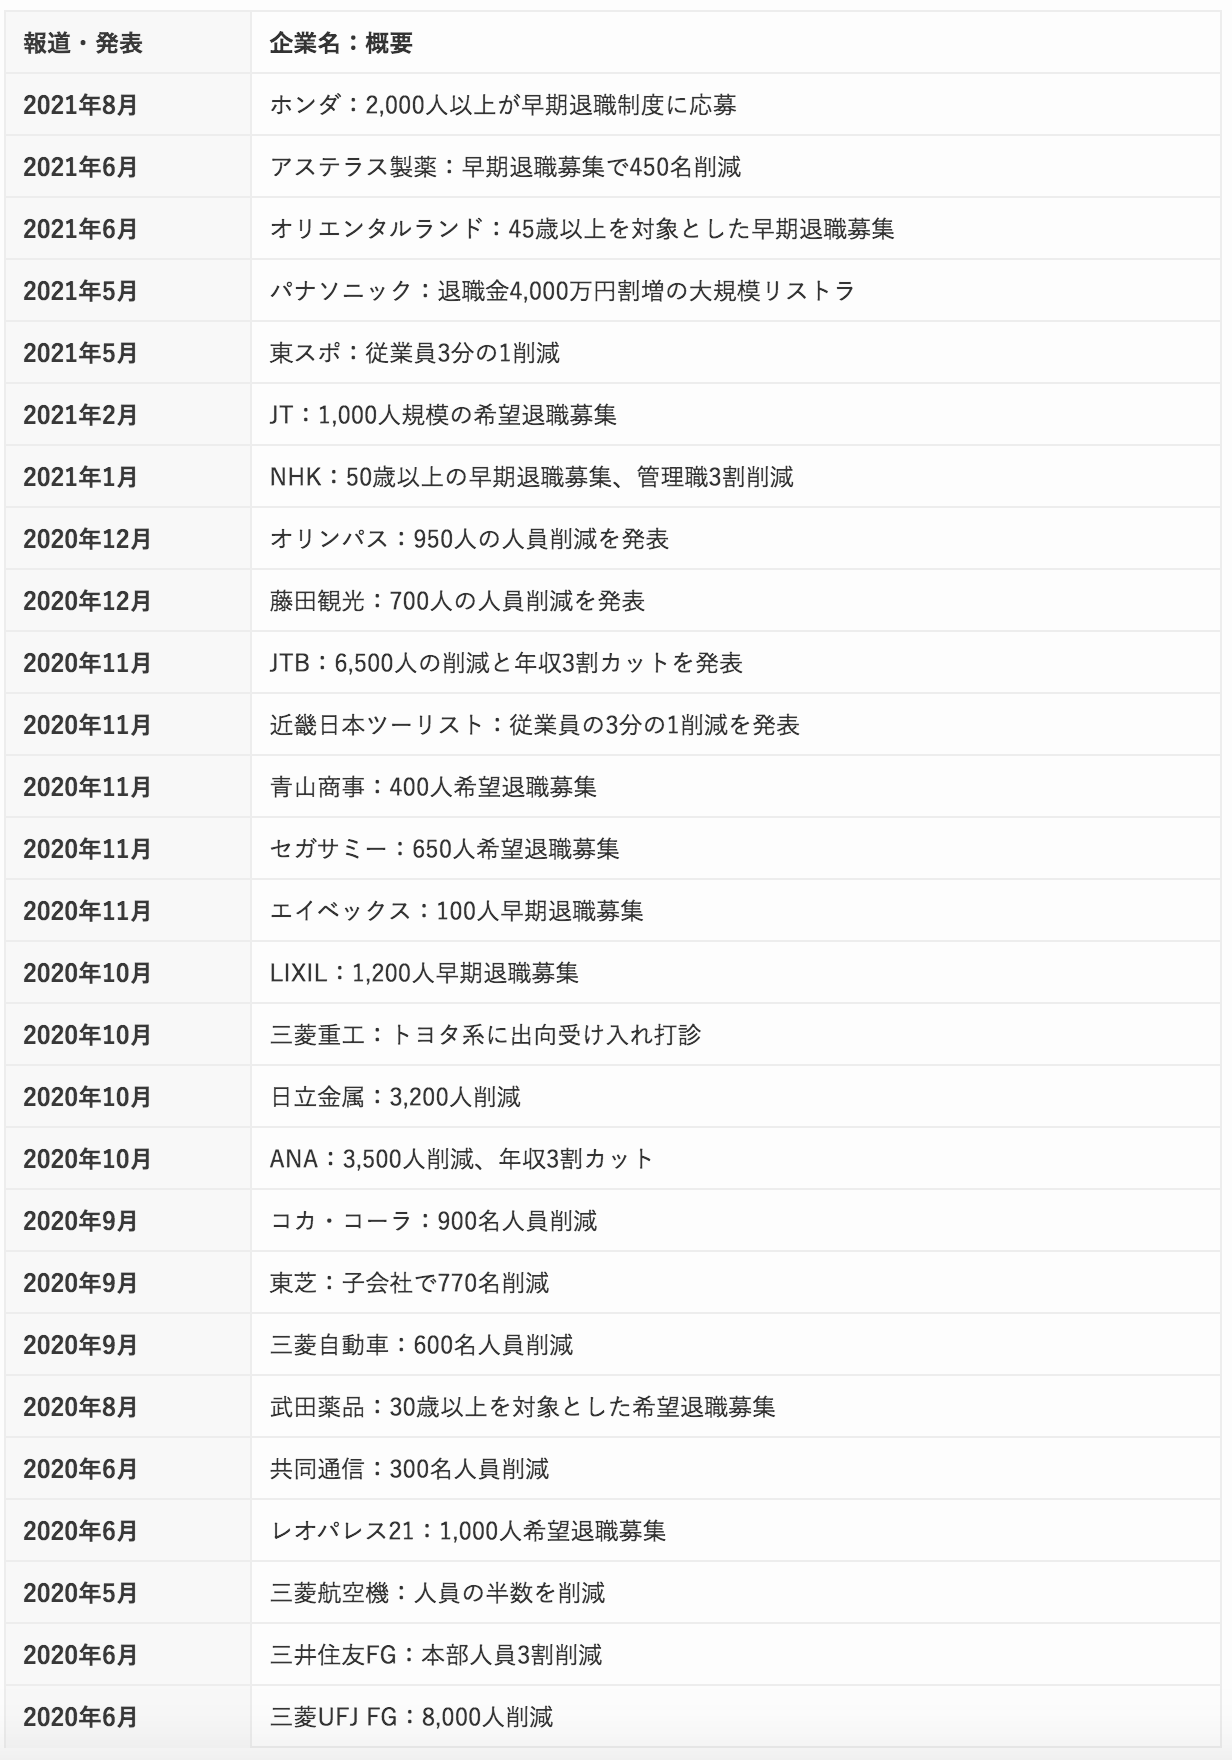 報道・発表 企業名：概要
2021年8月 ホンダ：2,000人以上が早期退職制度に応募
2021年6月 アステラス製薬：早期退職募集で450名削減
2021年6月 オリエンタルランド：45歳以上を対象とした早期退職募集
2021年5月 パナソニック：退職金4,000万円割増の大規模リストラ
2021年5月 東スポ：従業員3分の1削減
2021年2月 JT：1,000人規模の希望退職募集
2021年1月 NHK：50歳以上の早期退職募集、管理職3割削減
2020年12月 オリンパス：950人の人員削減を発表
2020年12月 藤田観光：700人の人員削減を発表
2020年11月 JTB：6,500人の削減と年収3割カットを発表
2020年11月 近畿日本ツーリスト：従業員の3分の1削減を発表
2020年11月 青山商事：400人希望退職募集
2020年11月 セガサミー：650人希望退職募集
2020年11月 エイベックス：100人早期退職募集
2020年10月 LIXIL：1,200人早期退職募集
2020年10月 三菱重工：トヨタ系に出向受け入れ打診
2020年10月 日立金属：3,200人削減
2020年10月 ANA：3,500人削減、年収3割カット
2020年9月 コカ・コーラ：900名人員削減
2020年9月 東芝：子会社で770名削減
2020年9月 三菱自動車：600名人員削減
2020年8月 武田薬品：30歳以上を対象とした希望退職募集
2020年6月 共同通信：300名人員削減
2020年6月 レオパレス21：1,000人希望退職募集
2020年5月 三菱航空機：人員の半数を削減
2020年6月 三井住友FG：本部人員3割削減
2020年6月 三菱UFJ FG：8,000人削減